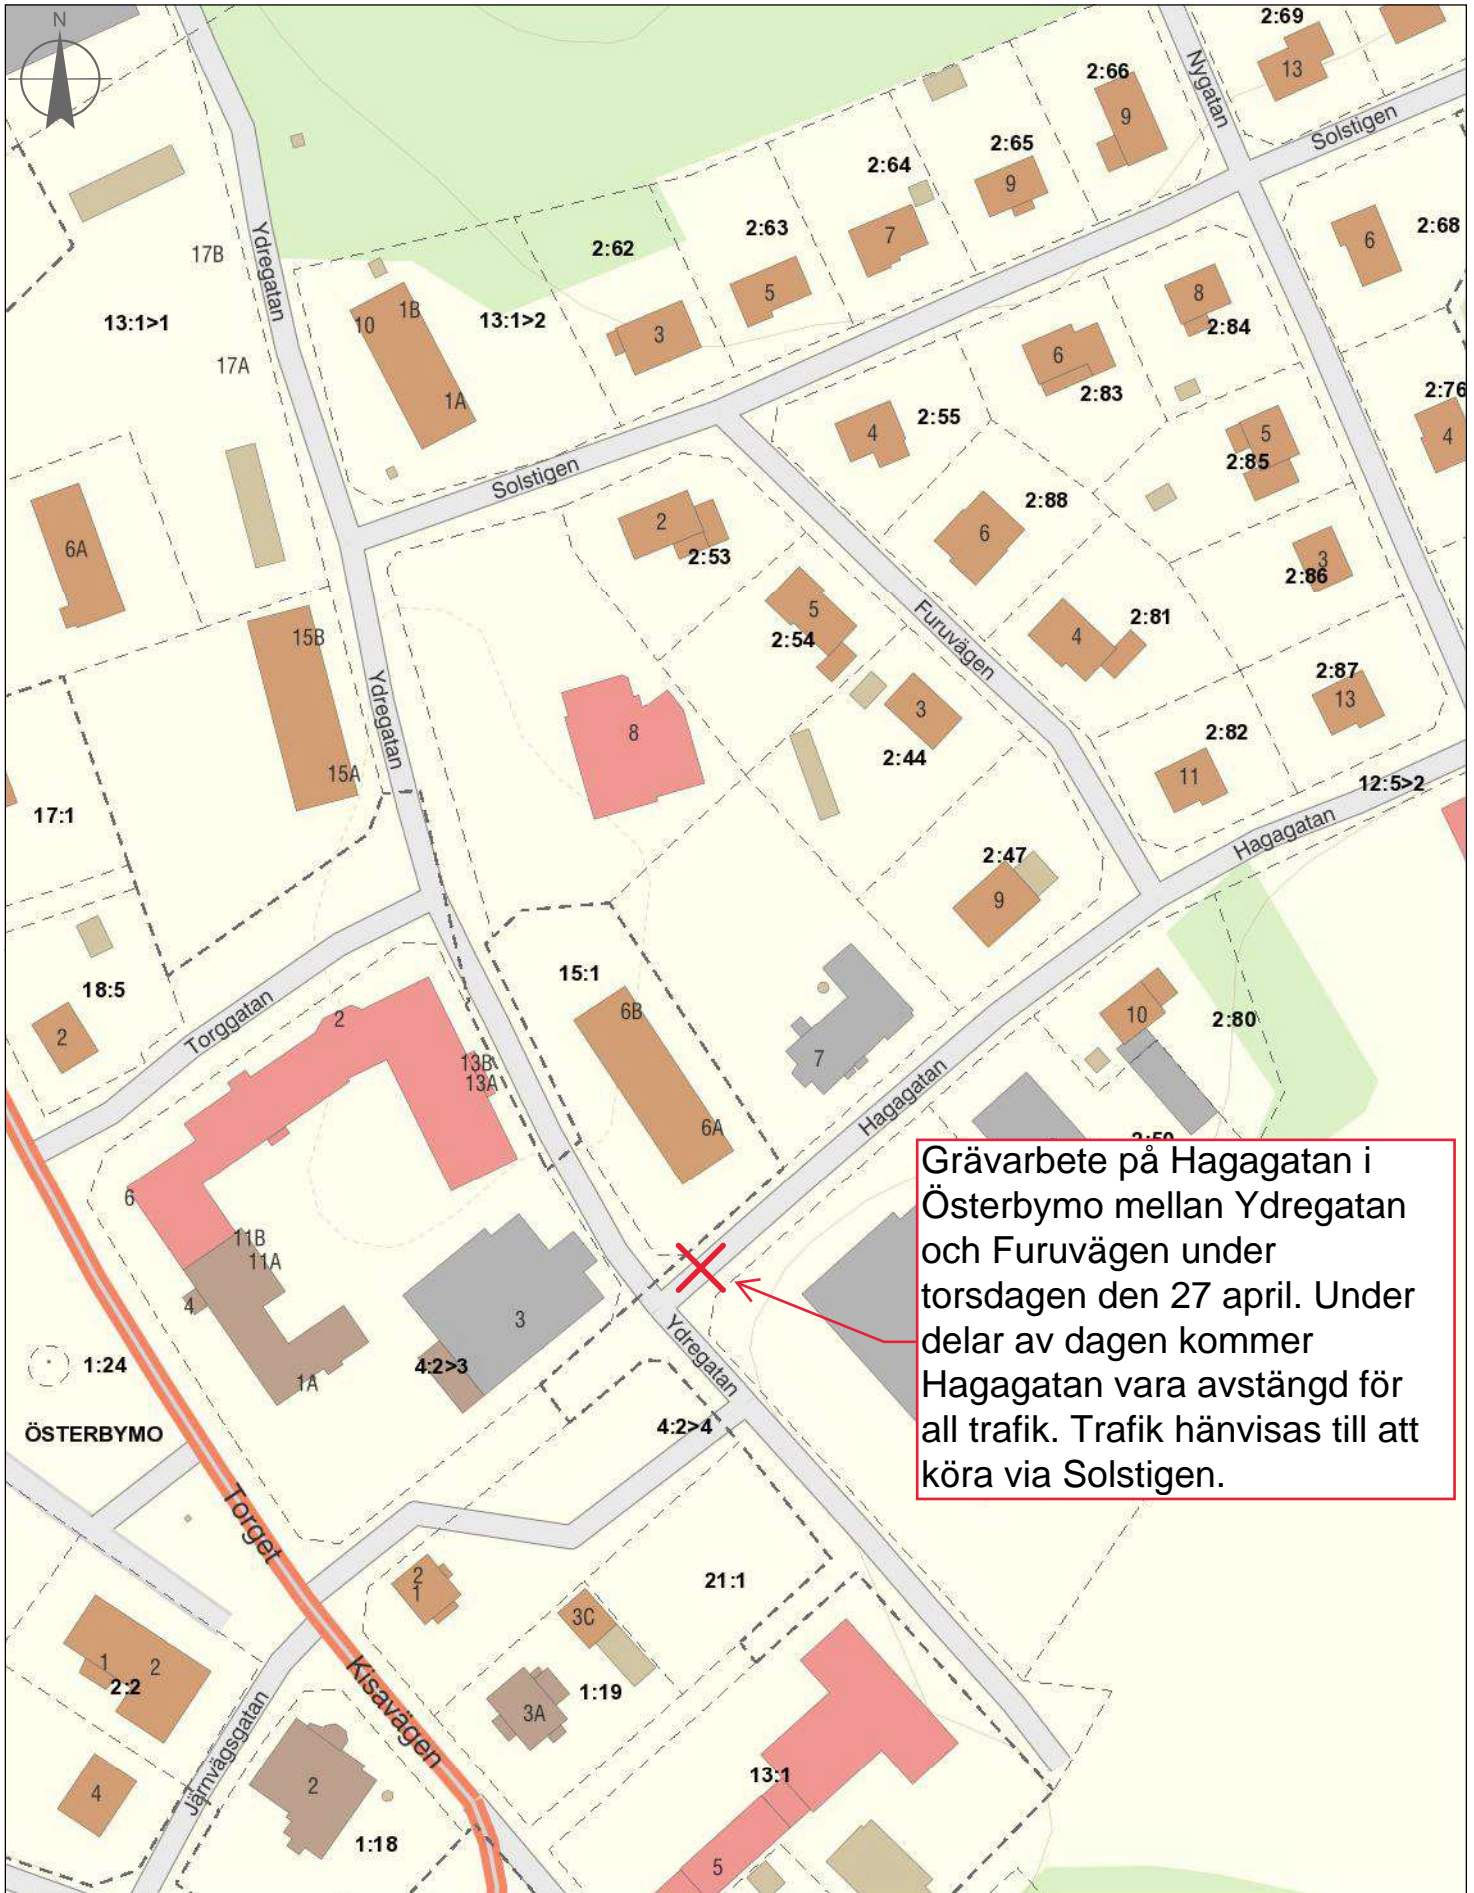 N
2:69
13
2:66
9
Nygatan
Solstigen
2:65
9
2:64
7
2:63
5
2:62
3
2:68
6
17B
Ydregatan
13:1>1
17A
10
1B
1A
13:1>2
8
2:84
6
2:83
2:76
4
2:55
4
5
2:85
Solstigen
2
2:53
2:88
6
3
2:86
6A
15B
15A
Ydregatan
5
2:54
Furuvägen
2:81
4
2:87
13
8
3
2:44
2:82
11
12:5>2
Hagagatan
17:1
2:47
9
18:5
2
Torggatan
2
13B
13A
15:1
6B
6A
7
Hagagatan
10
2:80
2:50
6
11B
11A
4
1A
3
4:2>3
Ydregatan
4:2>4
1:24
ÖSTERBYMO
Grävarbete på Hagagatan i
Österbymo mellan Ydregatan
och Furuvägen under
torsdagen den 27 april. Under
delar av dagen kommer
Hagagatan vara avstängd för
all trafik. Trafik hänvisas till att
köra via Solstigen.
Torget
2
1
3C
21:1
1
2
2:2
Kisavägen
3A
1:19
Järnvägsgatan
4
2
1:18
13:1
5